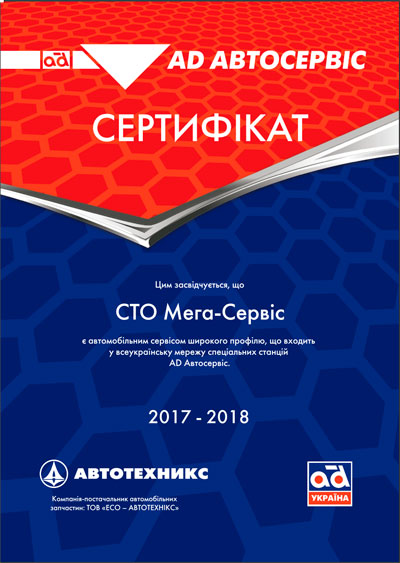 ad AD АВТОСЕРВІС
СЕРТИФІКАТ
Цим засвідчується, що
СТО Мега-Сервіс
є автомобільним сервісом широкого профілю, що входить
у всеукраїнську мережу спеціальних станцій
AD Автосервіс.
2017 - 2018
АВТОТЕХНИКС
Компанія-постачальник автомобільних
запчастин: ТОВ «ЕСО – АВТОТЕХНІКС»
ad
УКРАЇНА